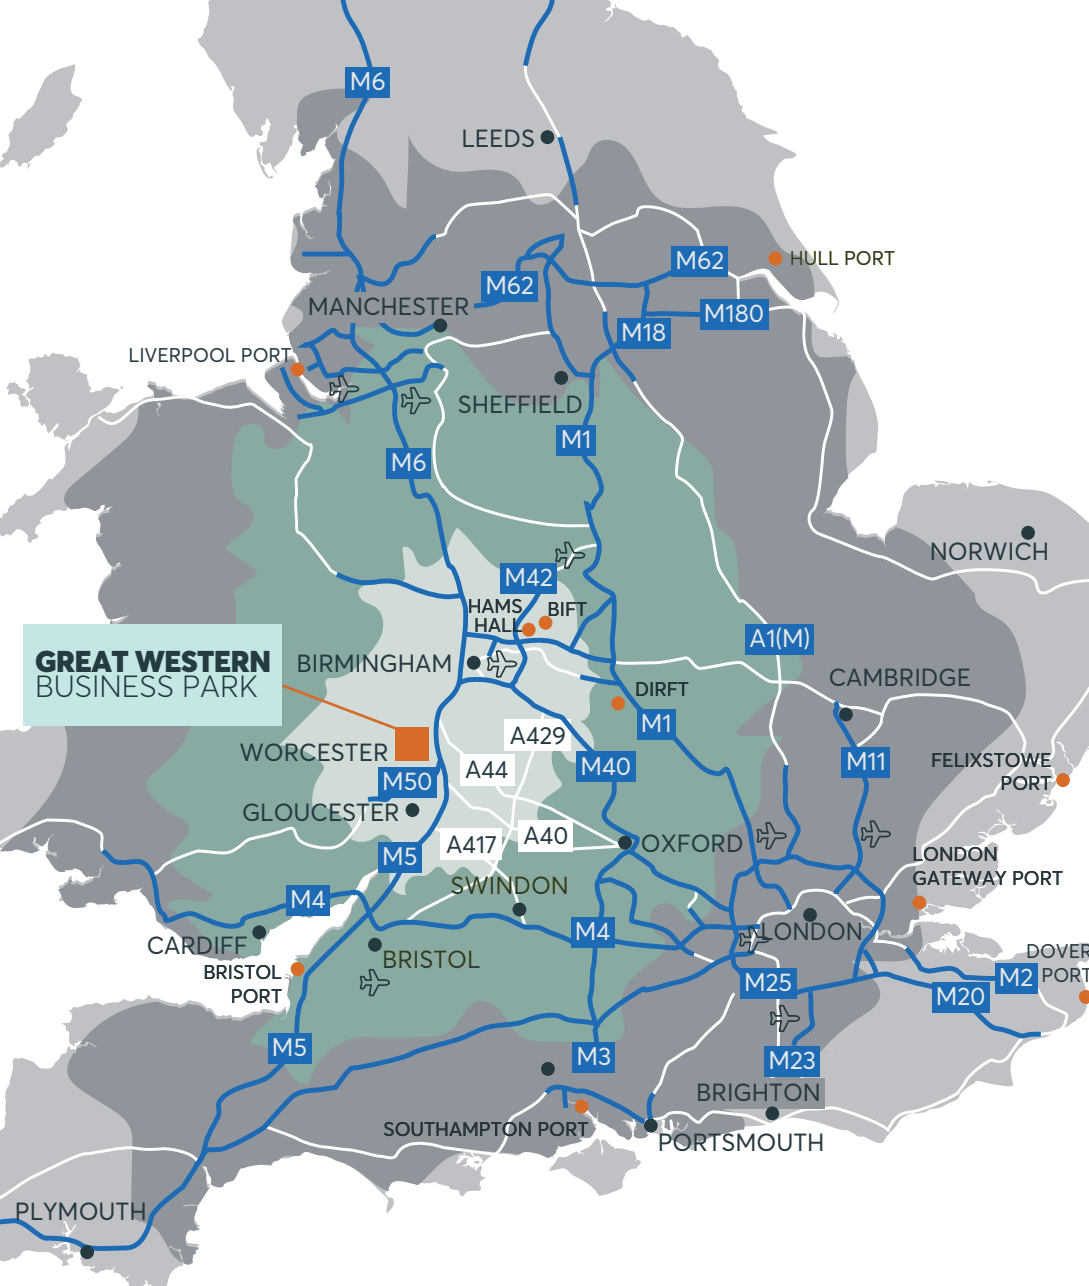 M6
LEEDS
HULL PORT
M62
M62
MANCHESTER
M180
M18
LIVERPOOL PORT
SHEFFIELD
M1
M6
NORWICH
M42
HAMS
HALL
BIFT
A1(M)
GREAT WESTERN
BUSINESS PARK
BIRMINGHAM
CAMBRIDGE
DIRFT
M1
A429
WORCESTER
M11
FELIXSTOWE
PORT
A44
M40
M50
GLOUCESTER
A40
A417
OXFORD
M5
LONDON
GATEWAY PORT
SWINDON
M4
M4
LONDON
CARDIFF
BRISTOL
DOVER
PORT
BRISTOL
PORT
M25
M2
M20
M5
M3
M23
BRIGHTON
SOUTHAMPTON PORT
PORTSMOUTH
PLYMOUTH